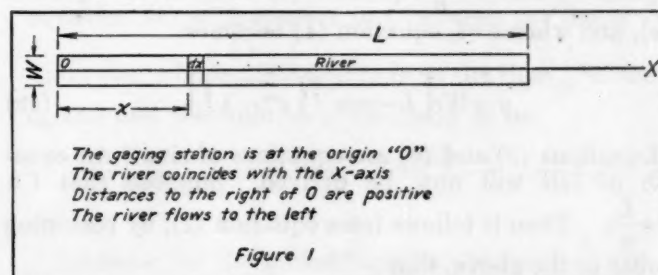 L
W
O
dx
River
X
x
The gaging station is at the origin "O"
The river coincides with the X-axis
Distances to the right of O are positive
The river flows to the left
Figure 1